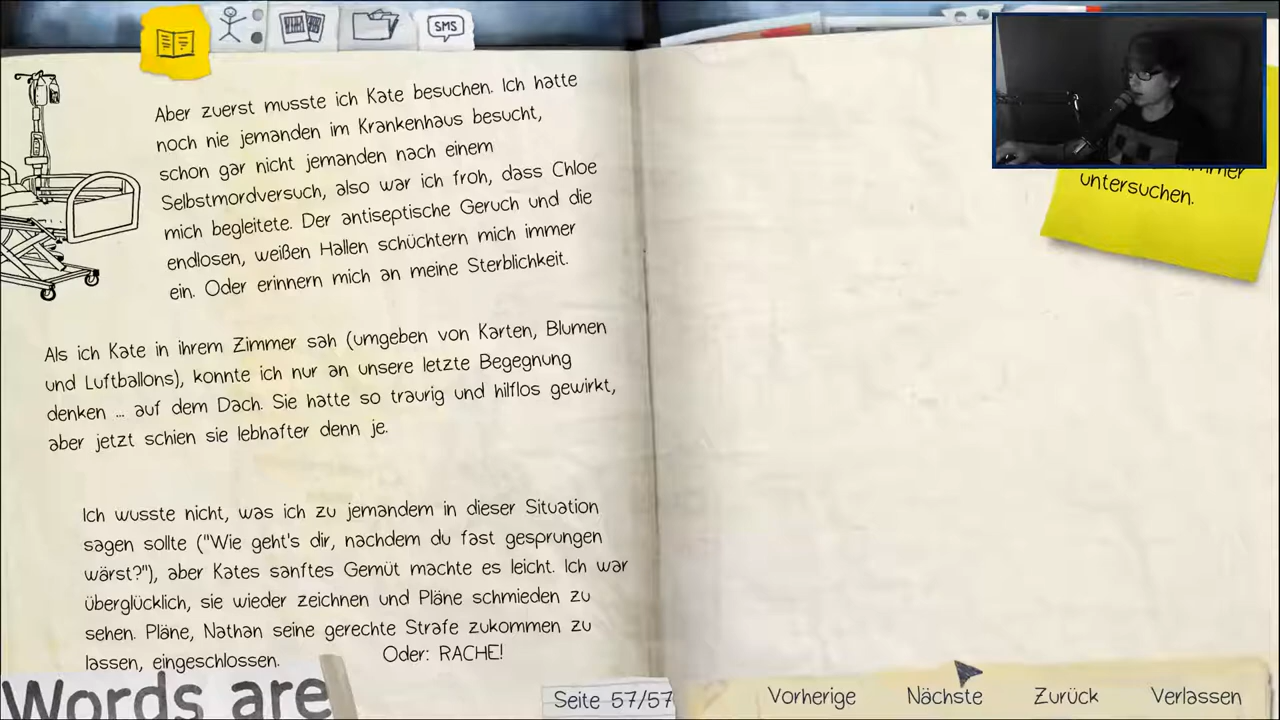 SMS
Aber zuerst musste ich Kate besuchen. Ich hatte
noch nie jemanden im Krankenhaus besucht,
schon gar nicht jemanden nach einem
Selbstmordversuch, also war ich froh, dass Chloe
mich begleitete. Der antiseptische Geruch und die
endlosen, weißen Hallen schüchtern mich immer
ein. Oder erinnern mich an meine Sterblichkeit.
Als ich Kate in ihrem Zimmer sah (umgeben von Karten, Blumen
und Luftballons), konnte ich nur an unsere letzte Begegnung
denken ... auf dem Dach. Sie hatte so traurig und hilflos gewirkt,
aber jetzt schien sie lebhafter denn je.
Ich wusste nicht, was ich zu jemandem in dieser Situation
sagen sollte ("Wie geht's dir, nachdem du fast gesprungen
wärst?"), aber Kates sanftes Gemüt machte es leicht. Ich war
überglücklich, sie wieder zeichnen und Pläne schmieden zu
sehen. Pläne, Nathan seine gerechte Strafe zukommen zu
lassen, eingeschlossen.
Oder: RACHE!
untersuchen.
Words are
Seite 57/57
Vorherige
Nächste
Zurück
Verlassen